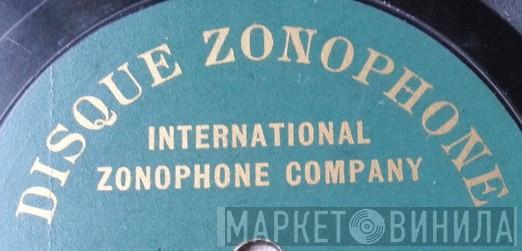 DISQUE ZONOPHONE
INTERNATIONAL
ZONOPHONE COMPANY
МАРКЕТ ВИНИЛА